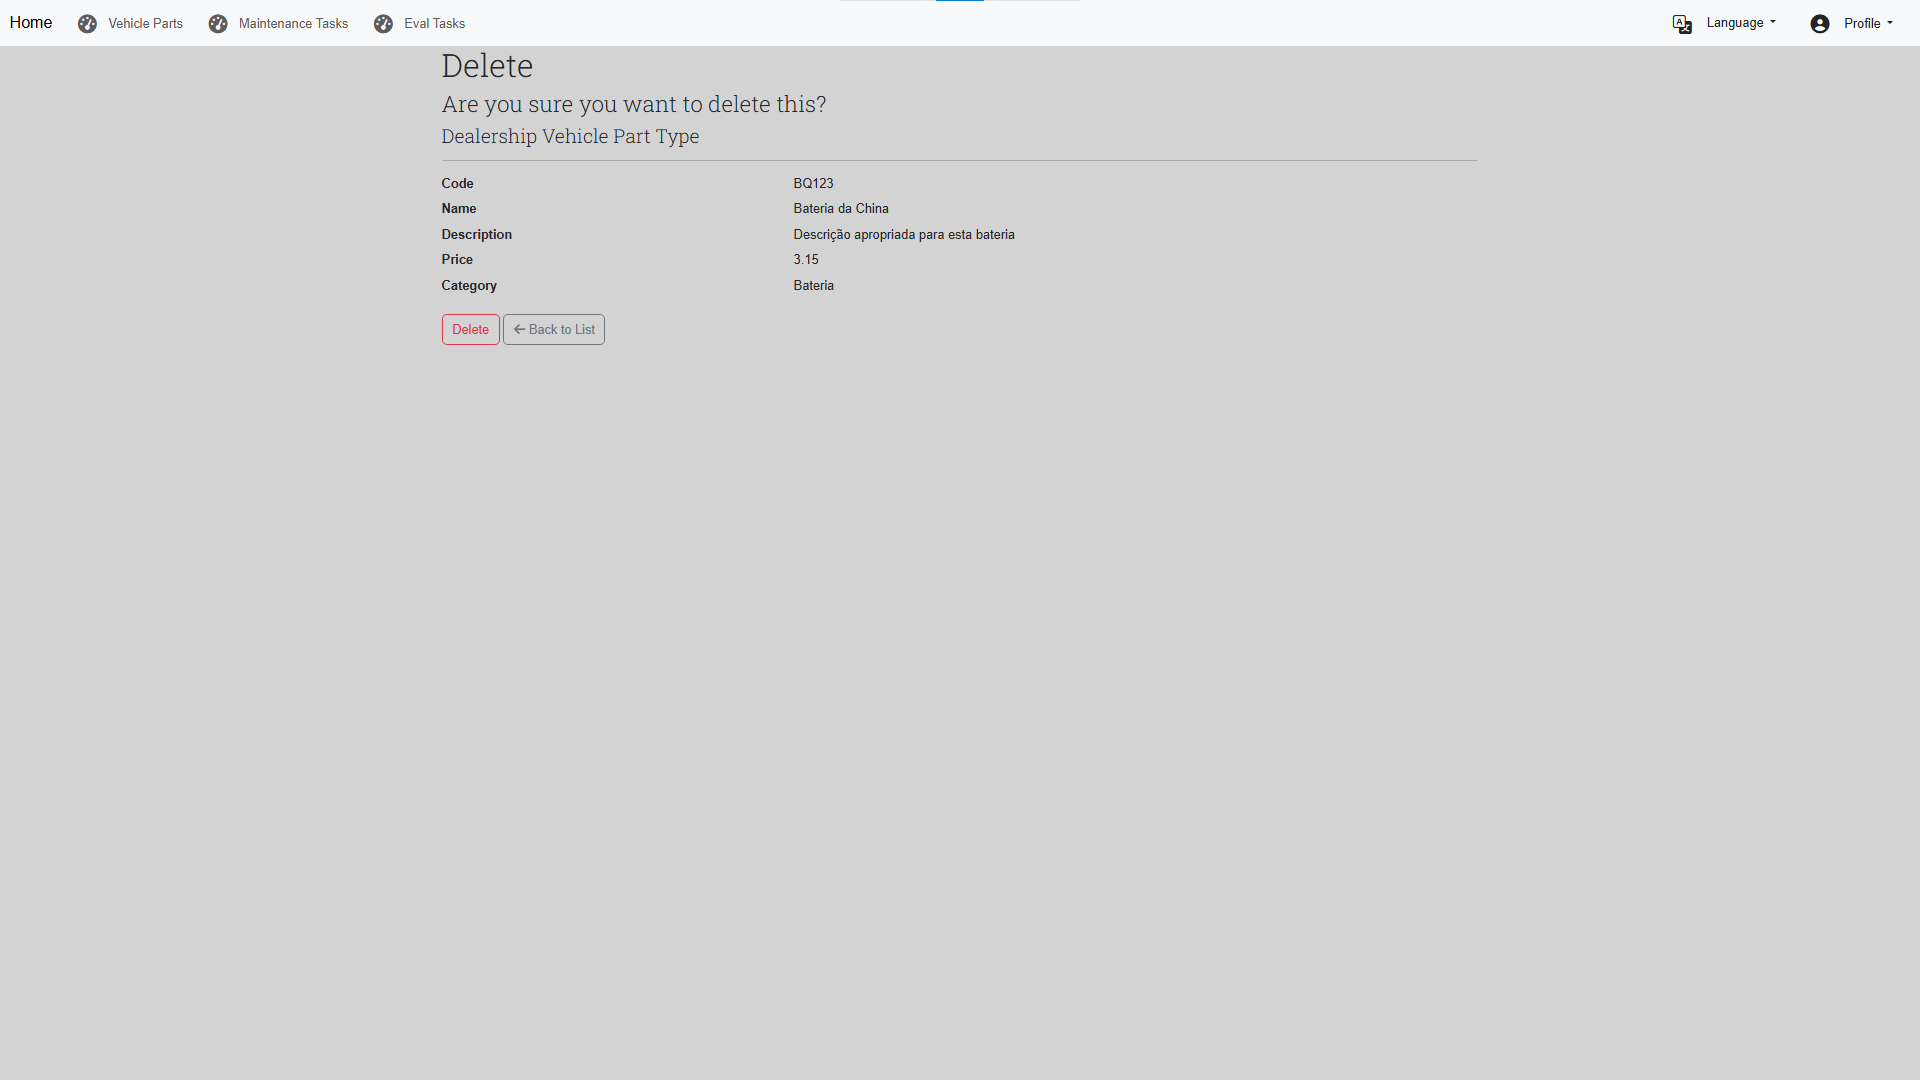 Home Vehicle Parts Maintenance Tasks Eval Tasks Language Profile
Delete
Are you sure you want to delete this?
Dealership Vehicle Part Type
Code BQ123
Name Bateria da China
Description Descrição apropriada para esta bateria
Price 3.15
Category Bateria
Delete Back to List